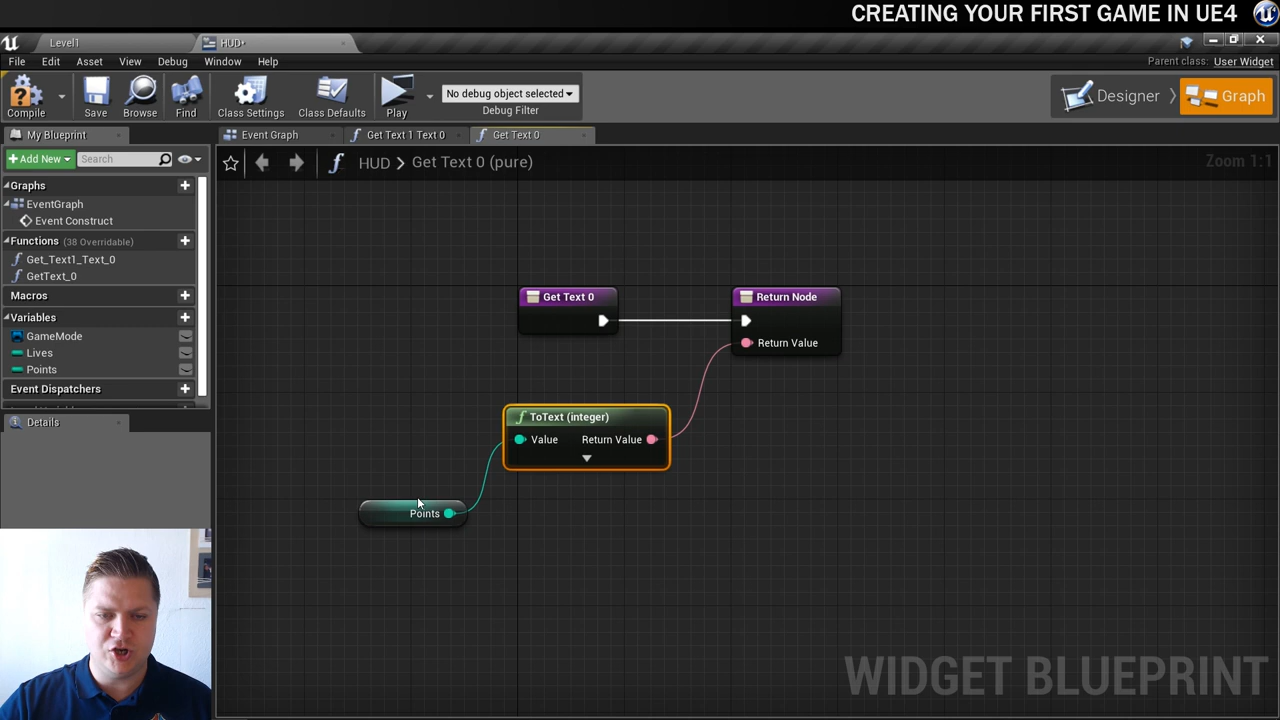 CREATING YOUR FIRST GAME IN UE4
Level1
HUD•
File Edit Asset View Debug Window Help
Parent class: User Widget
Compile
Save
Browse
Find
Class Settings
Class Defaults
Play
No debug object selected
Debug Filter
Designer
Graph
My Blueprint
Event Graph
Get Text 1 Text 0
Get Text 0
+Add New
Search
HUD > Get Text 0 (pure)
Zoom 1:1
Graphs
EventGraph
Event Construct
Functions (38 Overridable)
Get_Text1_Text_0
GetText_0
Macros
Variables
GameMode
Lives
Points
Event Dispatchers
Details
Get Text 0
Return Node
Return Value
ToText (integer)
Value Return Value
Points
WIDGET BLUEPRINT